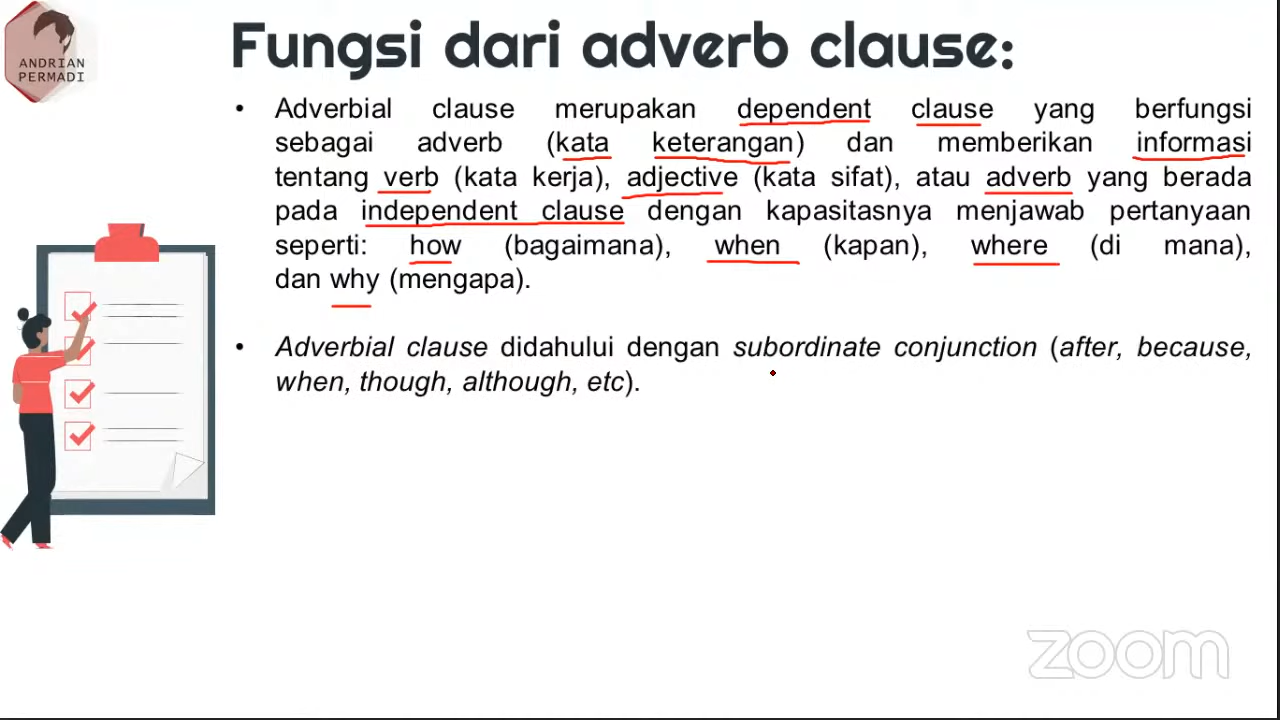 ANDRIAN
PERMADI
Fungsi dari adverb clause:
• Adverbial clause merupakan dependent clause yang berfungsi
sebagai adverb (kata keterangan) dan memberikan informasi
tentang verb (kata kerja), adjective (kata sifat), atau adverb yang berada
pada independent clause dengan kapasitasnya menjawab pertanyaan
seperti: how (bagaimana), when (kapan), where (di mana),
dan why (mengapa).
• Adverbial clause didahului dengan subordinate conjunction (after, because,
when, though, although, etc).
zoom